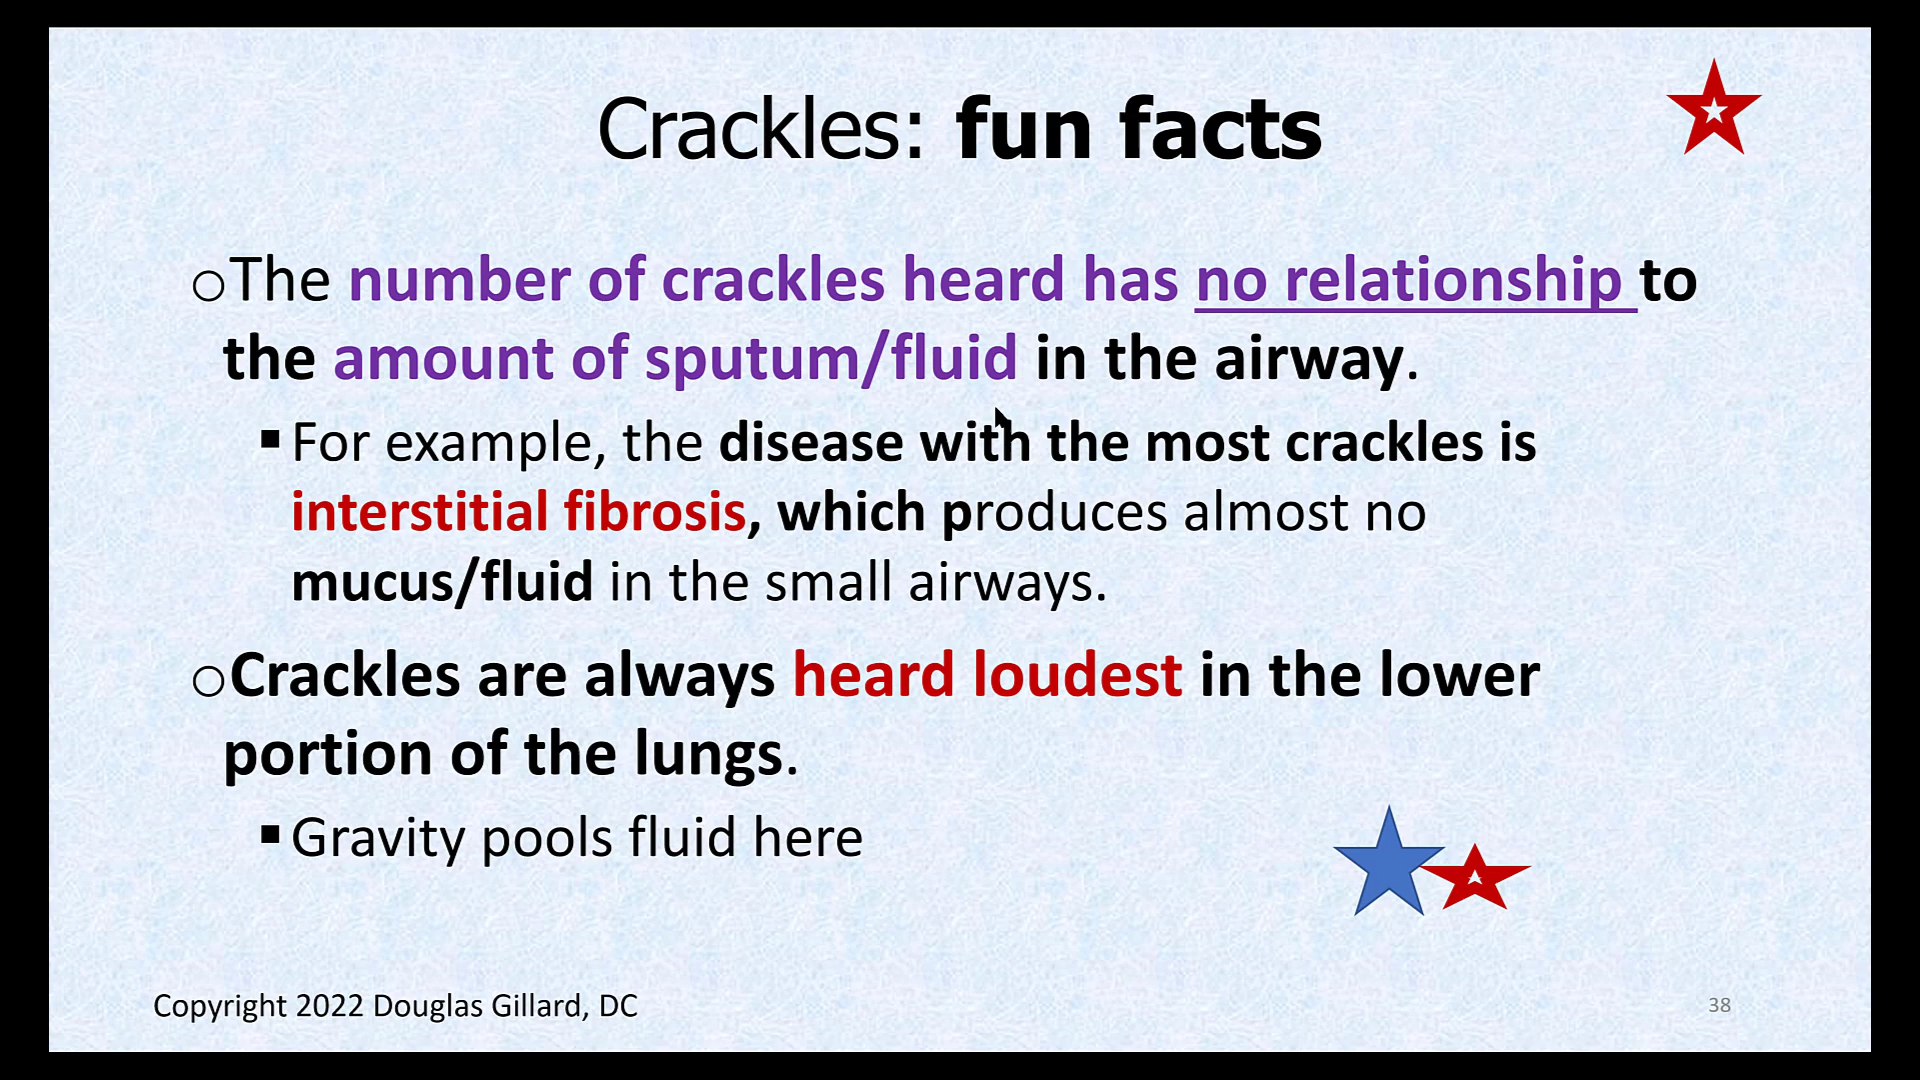 Crackles: fun facts
The number of crackles heard has no relationship to
the amount of sputum/fluid in the airway.
For example, the disease with the most crackles is
interstitial fibrosis, which produces almost no
mucus/fluid in the small airways.
Crackles are always heard loudest in the lower
portion of the lungs.
Gravity pools fluid here
Copyright 2022 Douglas Gillard, DC
38